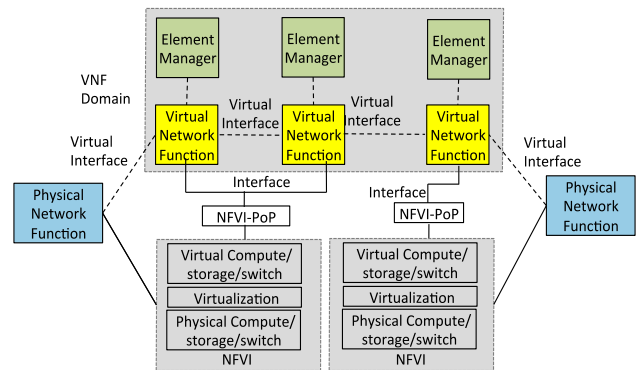 Element
Manager
Element
Manager
Element
Manager
VNF
Domain
Virtual
Interface
Virtual
Interface
Virtual
Network
Function
Virtual
Network
Function
Virtual
Network
Function
Virtual
Interface
Virtual
Interface
Interface
Interface
Physical
Network
Function
Physical
Network
Function
NFVI-PoP
NFVI-PoP
Virtual Compute/
storage/switch
Virtualization
Physical Compute/
storage/switch
NFVI
Virtual Compute/
storage/switch
Virtualization
Physical Compute/
storage/switch
NFVI